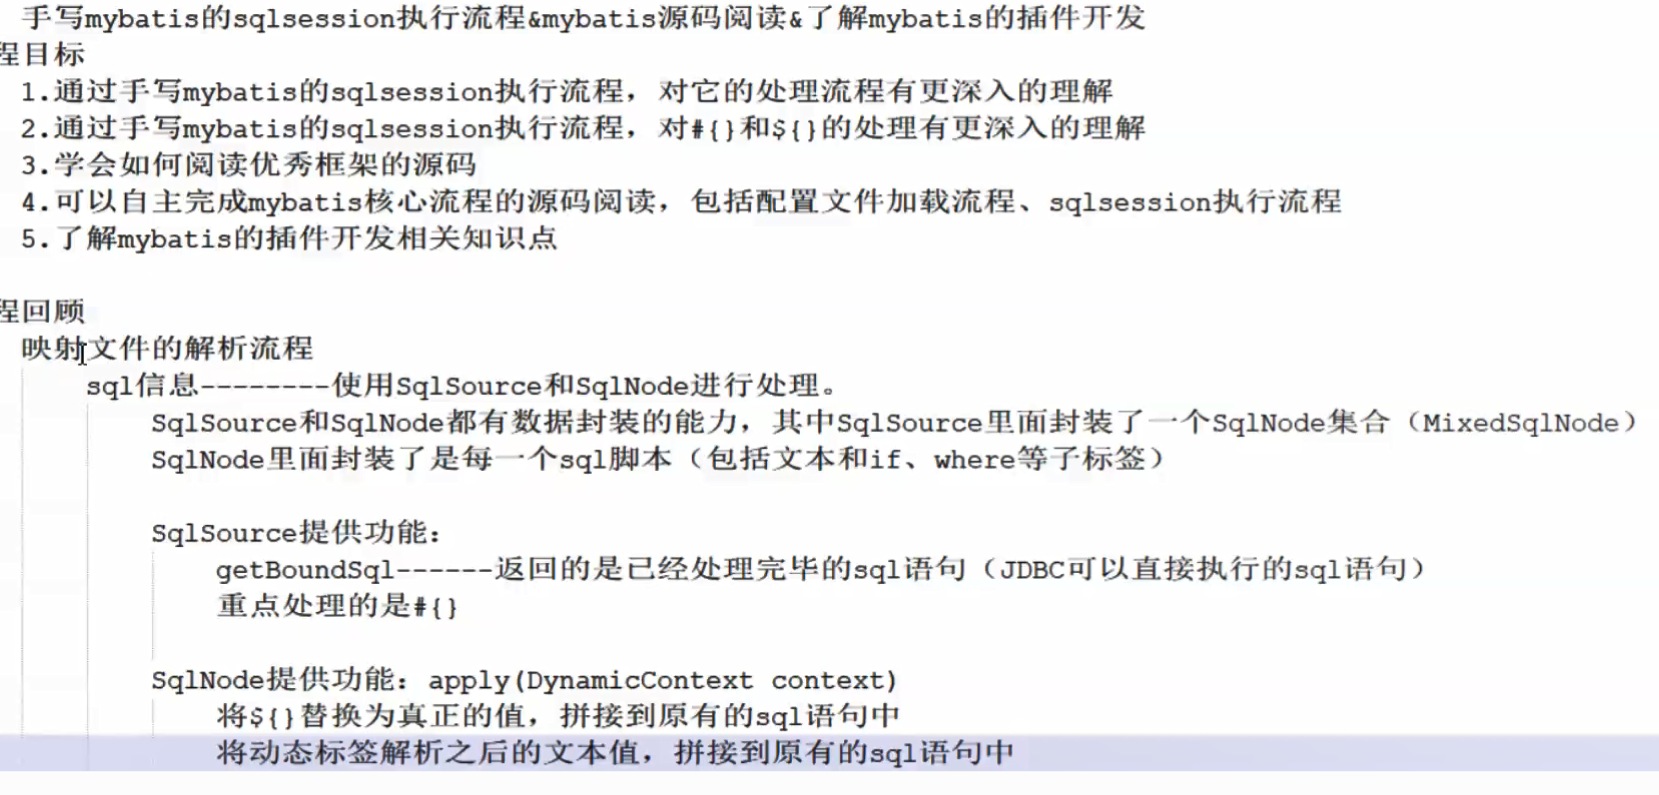 手写mybatis的sqlsession执行流程&mybatis源码阅读&了解mybatis的插件开发
程目标
1.通过手写mybatis的sqlsession执行流程，对它的处理流程有更深入的理解
2.通过手写mybatis的sqlsession执行流程，对#{}和${}的处理有更深入的理解
3.学会如何阅读优秀框架的源码
4.可以自主完成mybatis核心流程的源码阅读，包括配置文件加载流程、sqlsession执行流程
5.了解mybatis的插件开发相关知识点
程回顾
映射文件的解析流程
sql信息--------使用SqlSource和SqlNode进行处理。
SqlSource和SqlNode都有数据封装的能力，其中SqlSource里面封装了一个SqlNode集合（MixedSqlNode）
SqlNode里面封装了是每一个sql脚本（包括文本和if、where等子标签）
SqlSource提供功能：
getBoundSql------返回的是已经处理完毕的sql语句（JDBC可以直接执行的sql语句）
重点处理的是#{}
SqlNode提供功能：apply(DynamicContext context)
将${}替换为真正的值，拼接到原有的sql语句中
将动态标签解析之后的文本值，拼接到原有的sql语句中